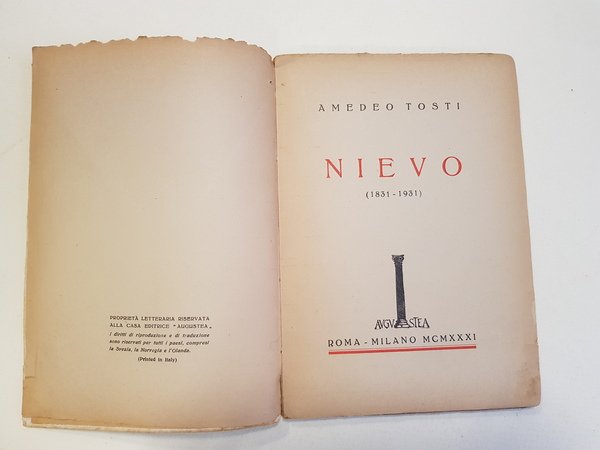 PROPRIETÀ LETTERARIA RISERVATA
ALLA CASA EDITRICE "AUGUSTEA„
I diritti di riproduzione e di traduzione
sono riservati per tutti i paesi, compresi
la Svezia, la Norvegia e l'Olanda.
(Printed in Italy)
AMEDEO TOSTI
NIEVO
(1831-1931)
AVGVSTEA
ROMA - MILANO MCMXXXI